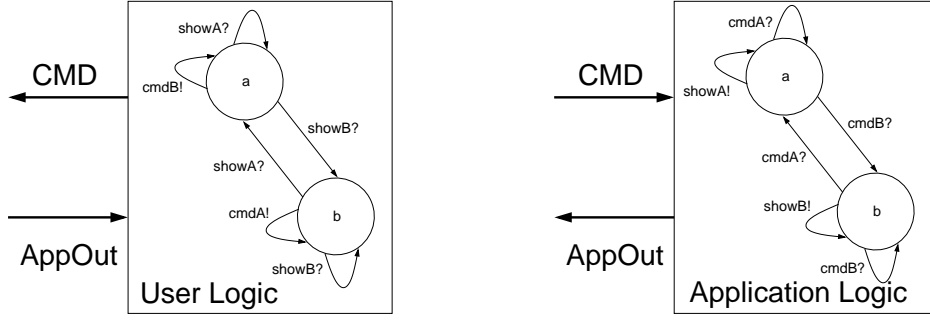 showA?
CMD
cmdB!
a
showB?
showA?
cmdA!
b
AppOut
showB?
User Logic
cmdA?
CMD
a
showA!
cmdB?
cmdA?
showB!
b
AppOut
cmdB?
Application Logic